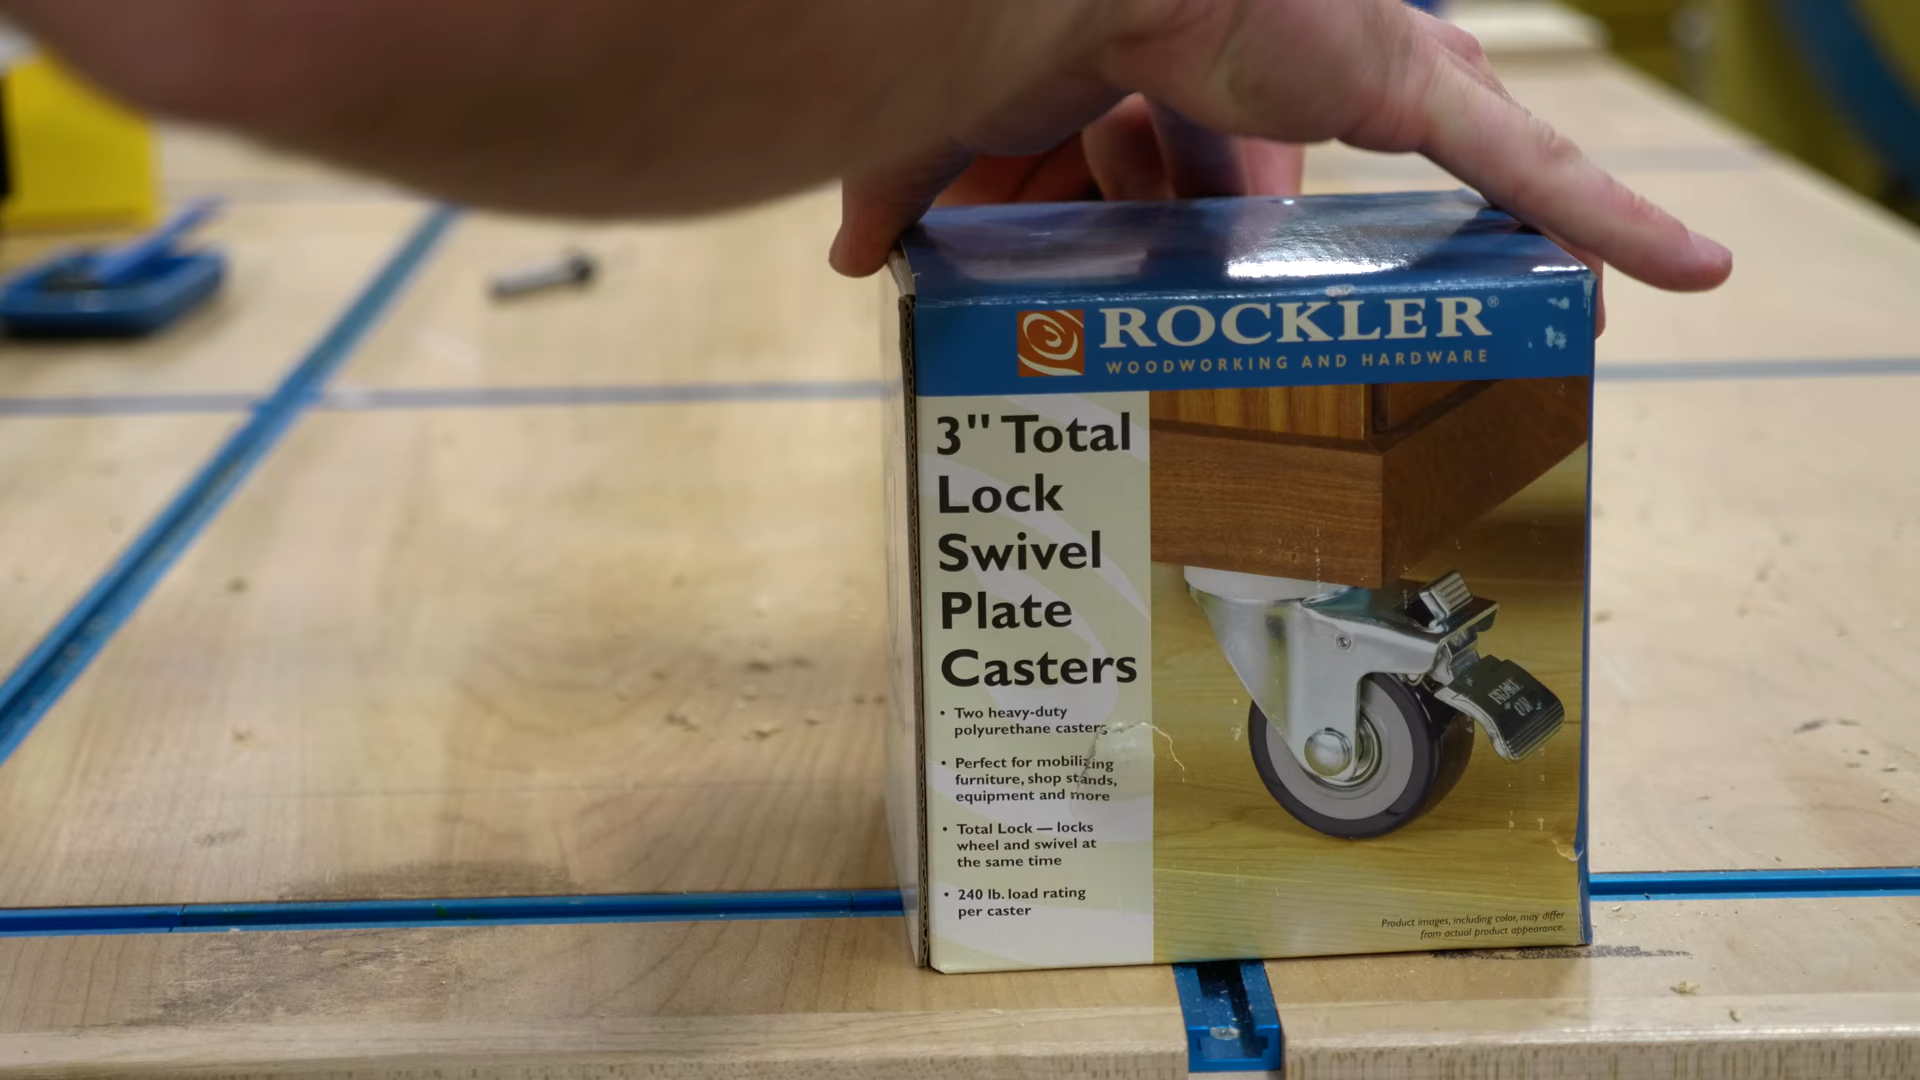 ROCKLER®
WOODWORKING AND HARDWARE
3" Total
Lock
Swivel
Plate
Casters
• Two heavy-duty
polyurethane casters
• Perfect for mobilizing
furniture, shop stands,
equipment and more
• Total Lock — locks
wheel and swivel at
the same time
• 240 lb. load rating
per caster
Product images, including color, may differ
from actual product appearance.